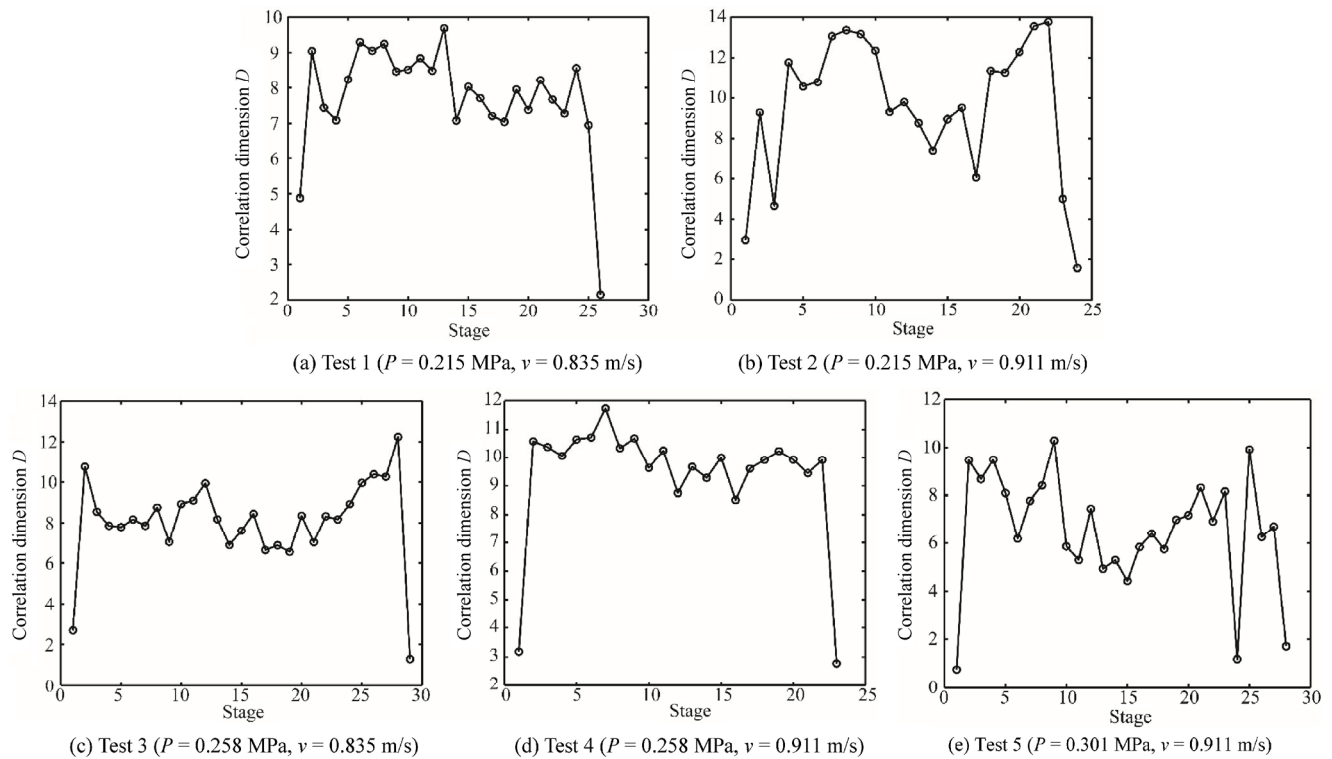 10
9
8
7
6
5
4
3
2
0 5 10 15 20 25 30
Correlation dimension D
Stage
(a) Test 1 (P = 0.215 MPa, v = 0.835 m/s)
14
12
10
8
6
4
2
0
0 5 10 15 20 25
Correlation dimension D
Stage
(b) Test 2 (P = 0.215 MPa, v = 0.911 m/s)
14
12
10
8
6
4
2
0
0 5 10 15 20 25 30
Correlation dimension D
Stage
(c) Test 3 (P = 0.258 MPa, v = 0.835 m/s)
12
11
10
9
8
7
6
5
4
3
2
0 5 10 15 20 25
Correlation dimension D
Stage
(d) Test 4 (P = 0.258 MPa, v = 0.911 m/s)
12
10
8
6
4
2
0
0 5 10 15 20 25 30
Correlation dimension D
Stage
(e) Test 5 (P = 0.301 MPa, v = 0.911 m/s)